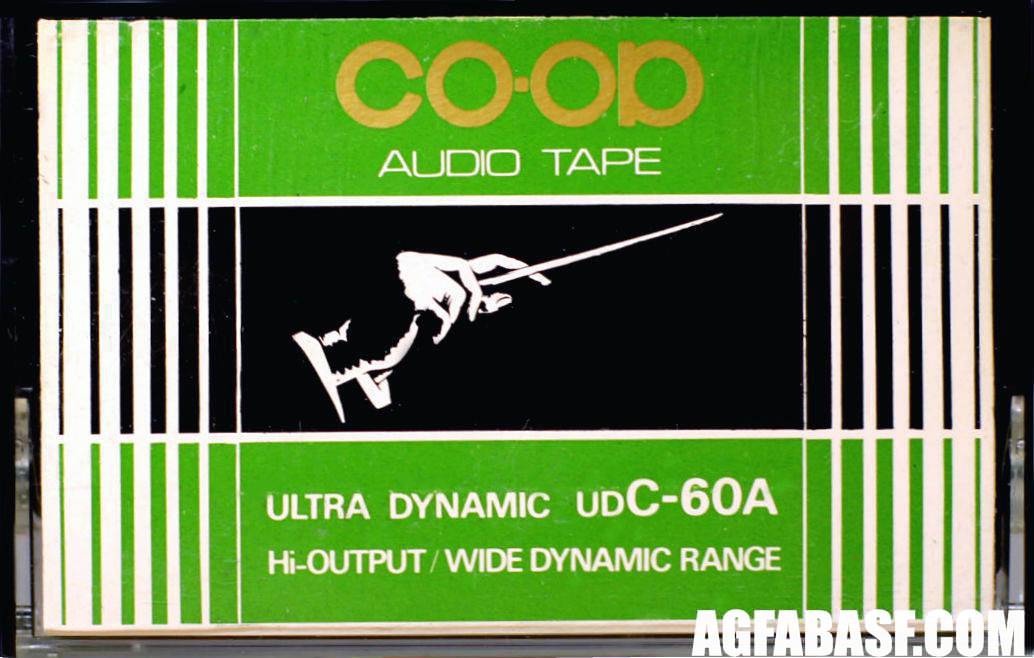 CO·OP
AUDIO TAPE
ULTRA DYNAMIC UDC-60A
Hi-OUTPUT / WIDE DYNAMIC RANGE
AGFABASF.COM